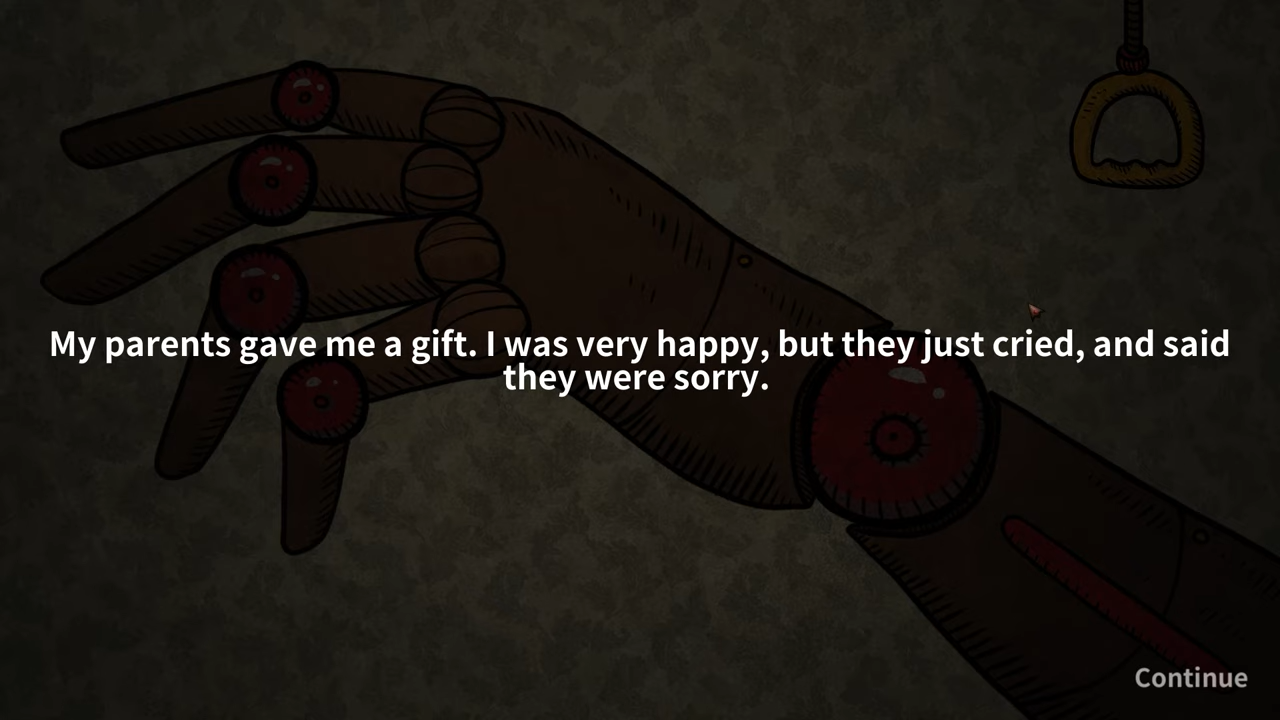 My parents gave me a gift. I was very happy, but they just cried, and said
they were sorry.
Continue